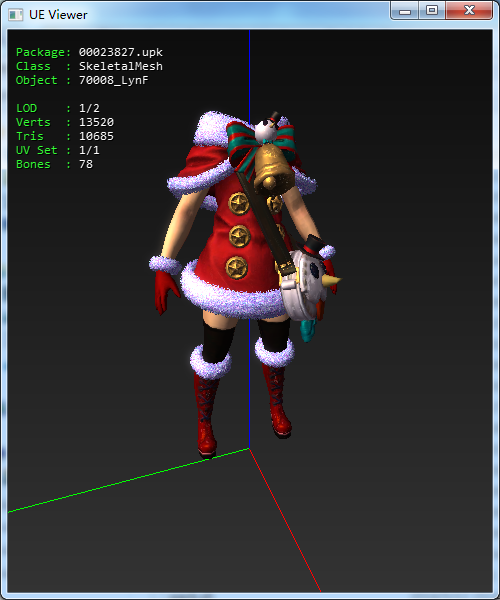 UE Viewer
Package: 00023827.upk
Class  : SkeletalMesh
Object : 70008_LynF
LOD    : 1/2
Verts  : 13520
Tris   : 10685
UV Set : 1/1
Bones  : 78